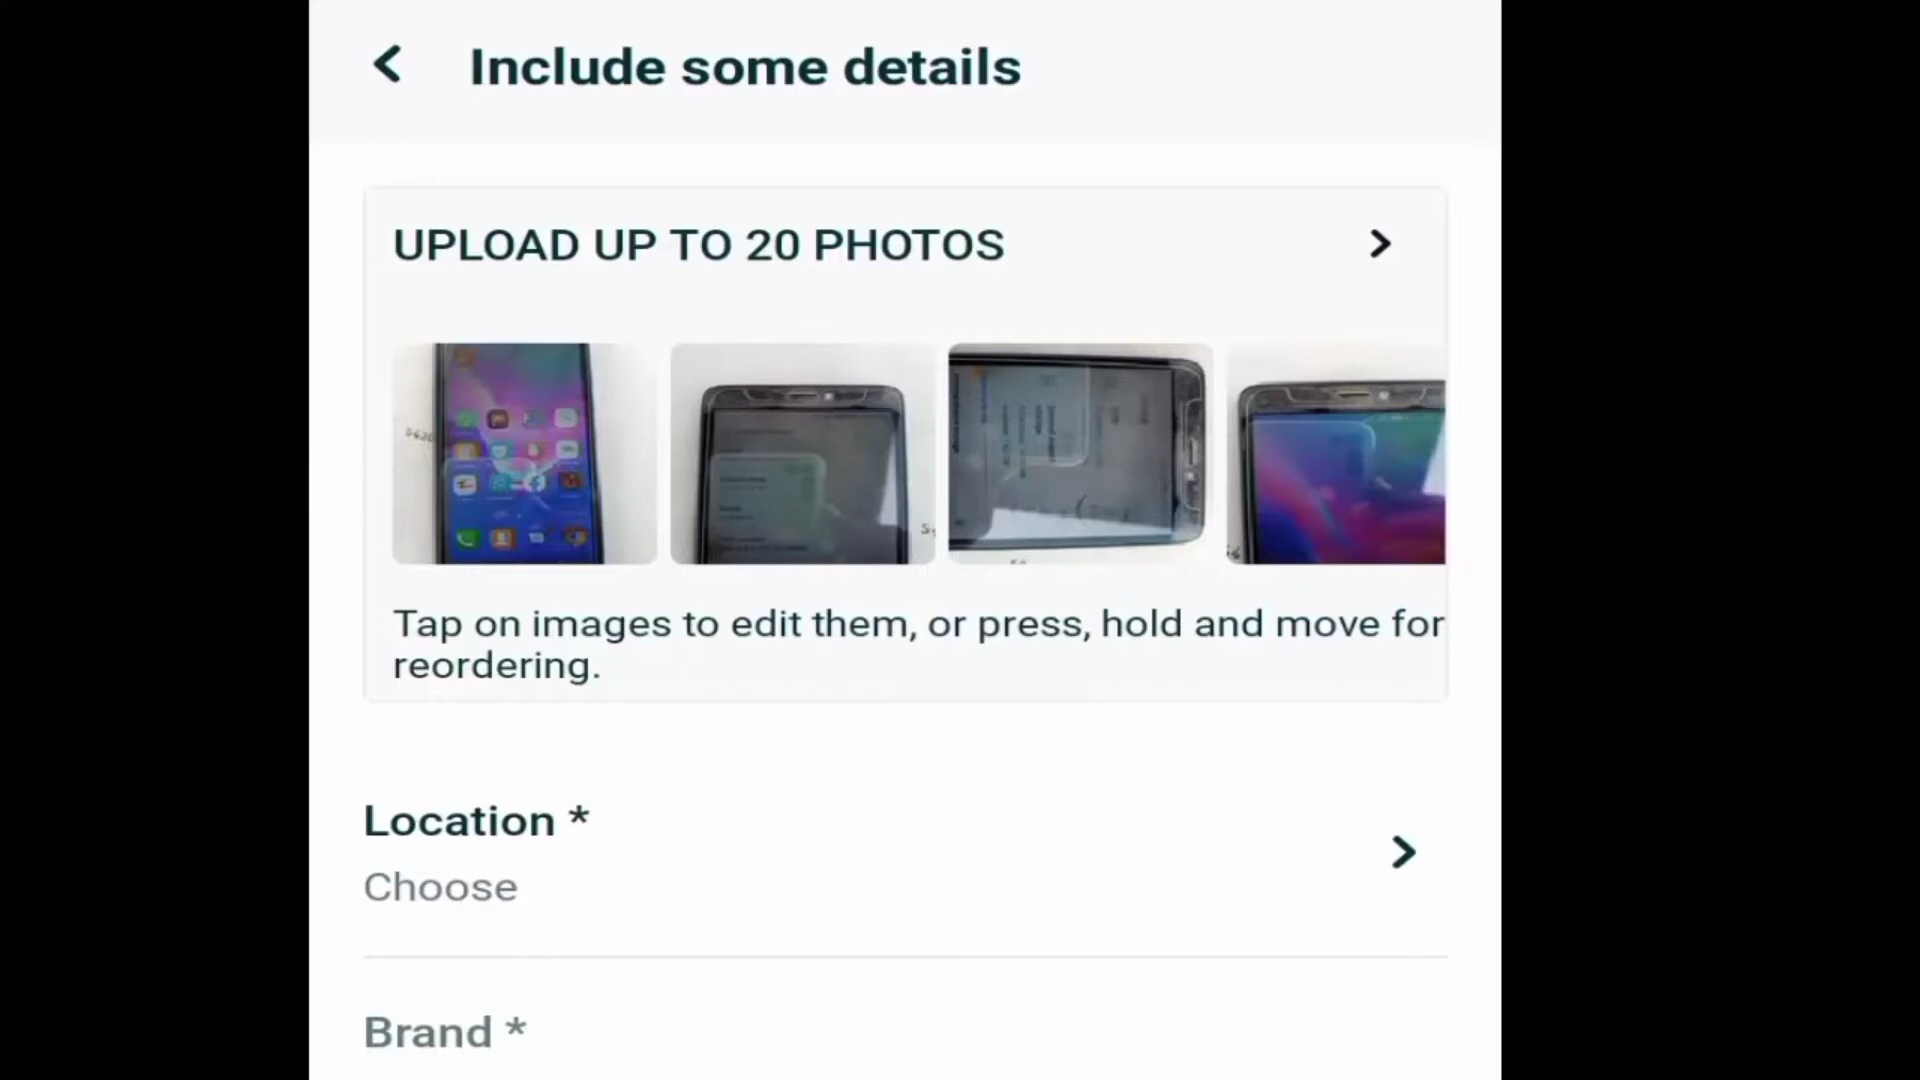 Include some details
UPLOAD UP TO 20 PHOTOS
Tap on images to edit them, or press, hold and move for
reordering.
Location *
Choose
Brand *